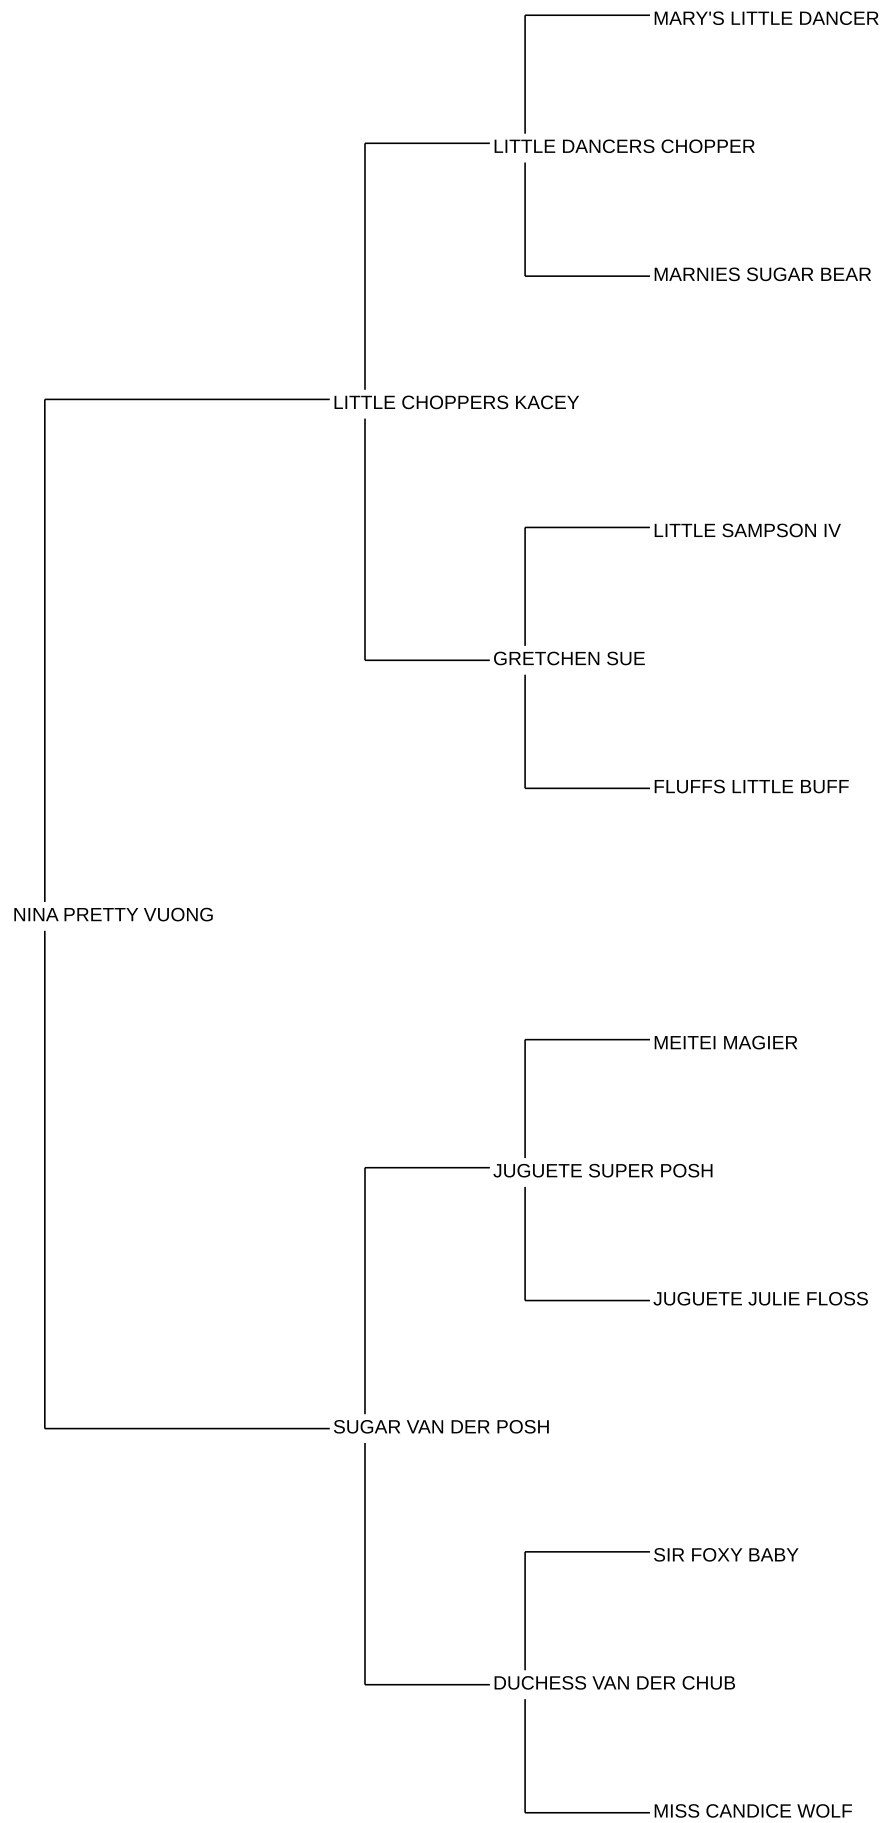 MARY'S LITTLE DANCER
LITTLE DANCERS CHOPPER
MARNIES SUGAR BEAR
LITTLE CHOPPERS KACEY
LITTLE SAMPSON IV
GRETCHEN SUE
FLUFFS LITTLE BUFF
NINA PRETTY VUONG
MEITEI MAGIER
JUGUETE SUPER POSH
JUGUETE JULIE FLOSS
SUGAR VAN DER POSH
SIR FOXY BABY
DUCHESS VAN DER CHUB
MISS CANDICE WOLF